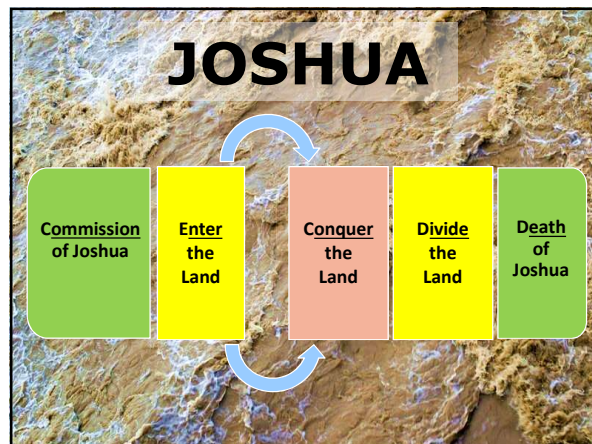 JOSHUA
Commission
of Joshua
Enter
the
Land
Conquer
the
Land
Divide
the
Land
Death
of
Joshua